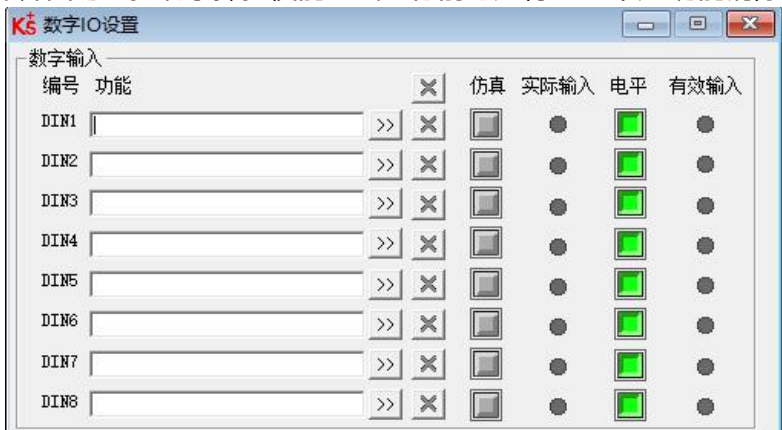 K5 数字IO设置
数字输入
编号 功能 仿真 实际输入 电平 有效输入
DIN1 >>
DIN2 >>
DIN3 >>
DIN4 >>
DIN5 >>
DIN6 >>
DIN7 >>
DIN8 >>